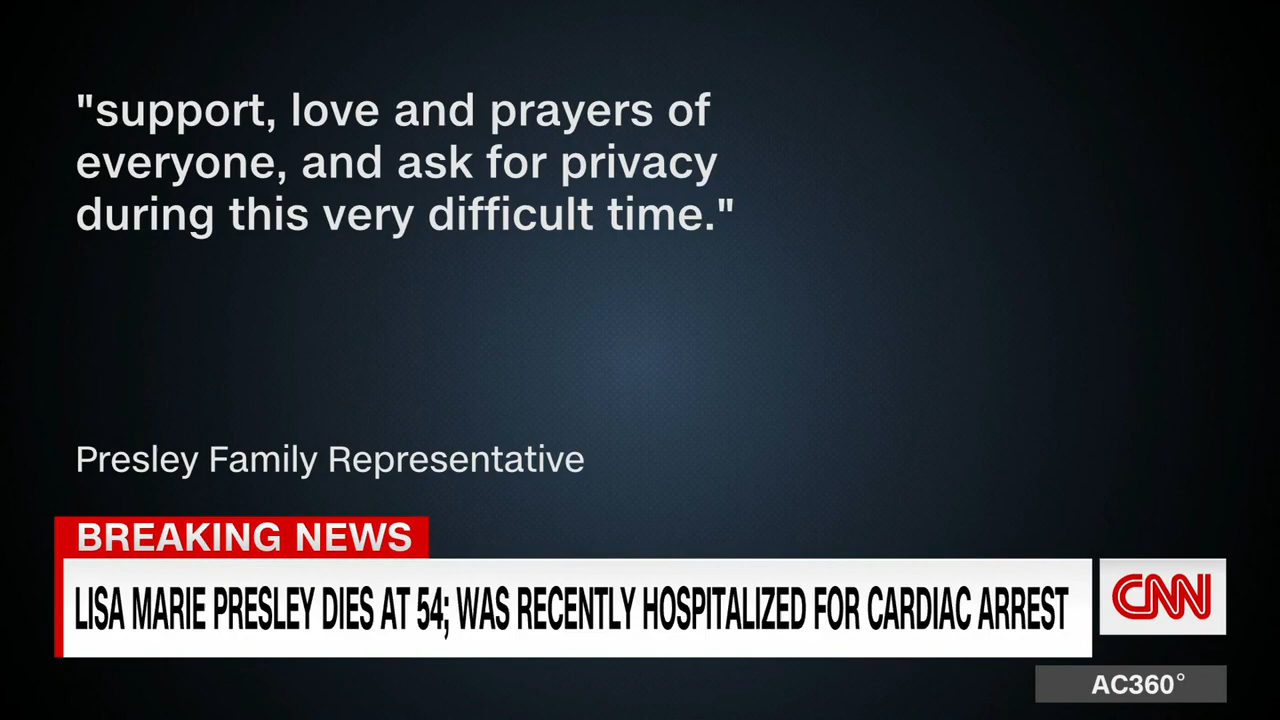 "support, love and prayers of
everyone, and ask for privacy
during this very difficult time."
Presley Family Representative
BREAKING NEWS
LISA MARIE PRESLEY DIES AT 54; WAS RECENTLY HOSPITALIZED FOR CARDIAC ARREST
CNN
AC360°